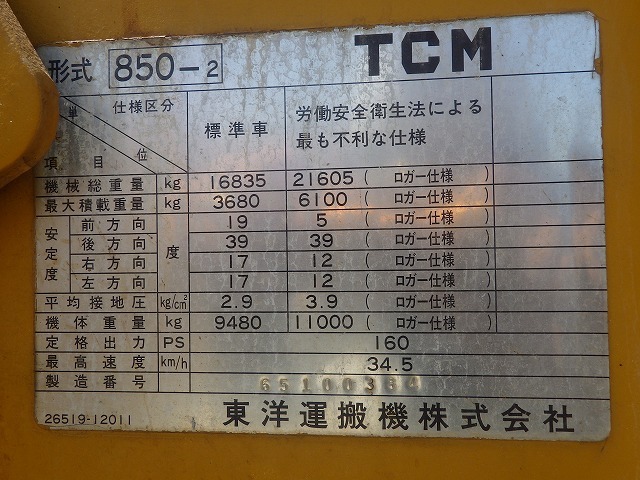 形式 850-2 TCM
単 仕様区分 標準車 労働安全衛生法による
項目 位 最も不利な仕様
機械総重量 kg 16835 21605 ( ロガー仕様 )
最大積載重量 kg 3680 6100 ( ロガー仕様 )
安定度 前方向 度 19 5 ( ロガー仕様 )
後方向 39 39 ( ロガー仕様 )
右方向 17 12 ( ロガー仕様 )
左方向 17 12 ( ロガー仕様 )
平均接地圧 kg/cm² 2.9 3.9 ( ロガー仕様 )
機体重量 kg 9480 11000 ( ロガー仕様 )
定格出力 PS 160
最高速度 km/h 34.5
製造番号 65100384
26519-12011 東洋運搬機株式会社